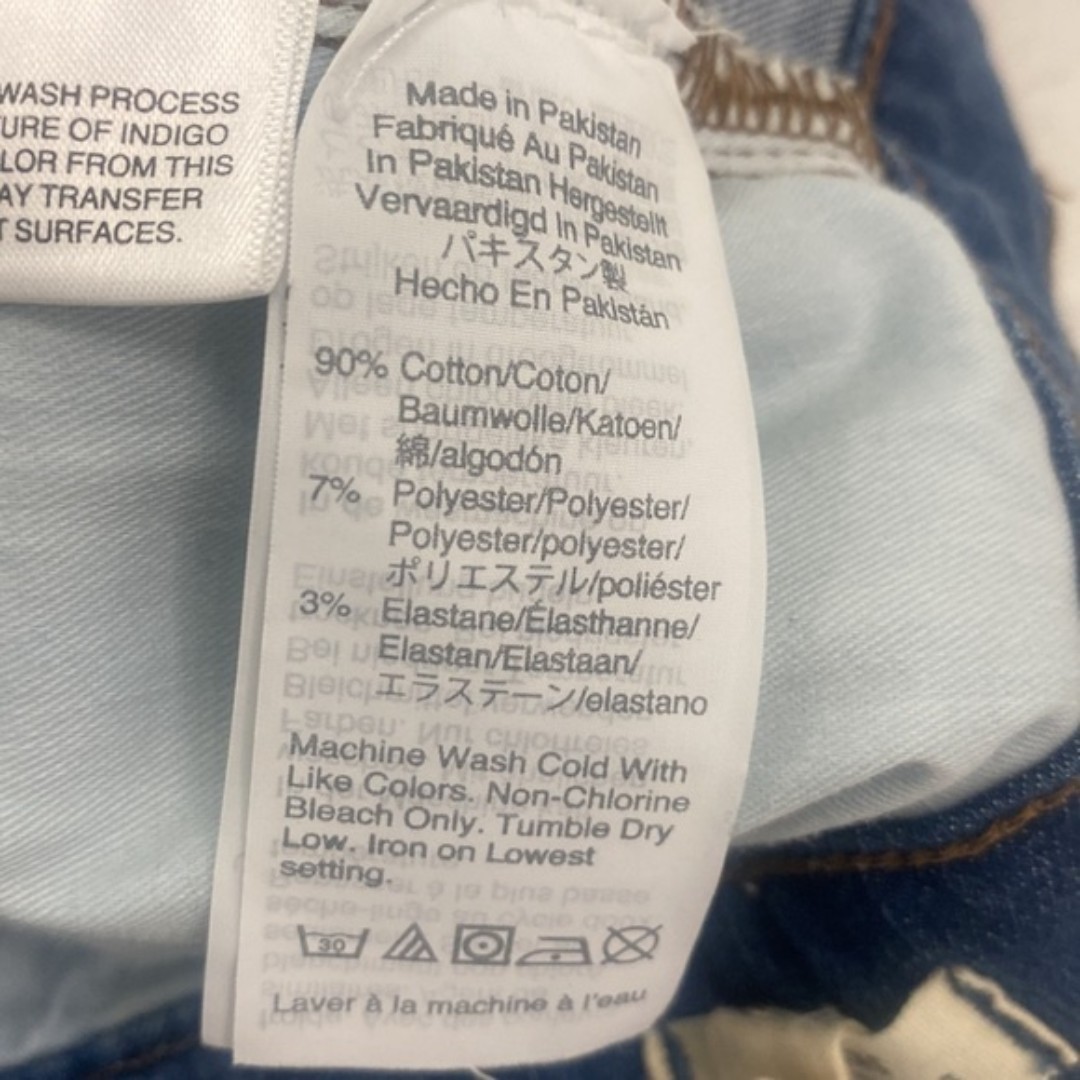 WASH PROCESS
URE OF INDIGO
LOR FROM THIS
AY TRANSFER
T SURFACES.
Made in Pakistan
Fabriqué Au Pakistan
In Pakistan Hergestellt
Vervaardigd In Pakistan
パキスタン製
Hecho En Pakistán
90% Cotton/Coton/
Baumwolle/Katoen/
綿/algodón
7% Polyester/Polyester/
Polyester/polyester/
ポリエステル/poliéster
3% Elastane/Élasthanne/
Elastan/Elastaan/
エラステーン/elastano
Machine Wash Cold With
Like Colors. Non-Chlorine
Bleach Only. Tumble Dry
Low. Iron on Lowest
setting.
30
Laver à la machine à l'eau